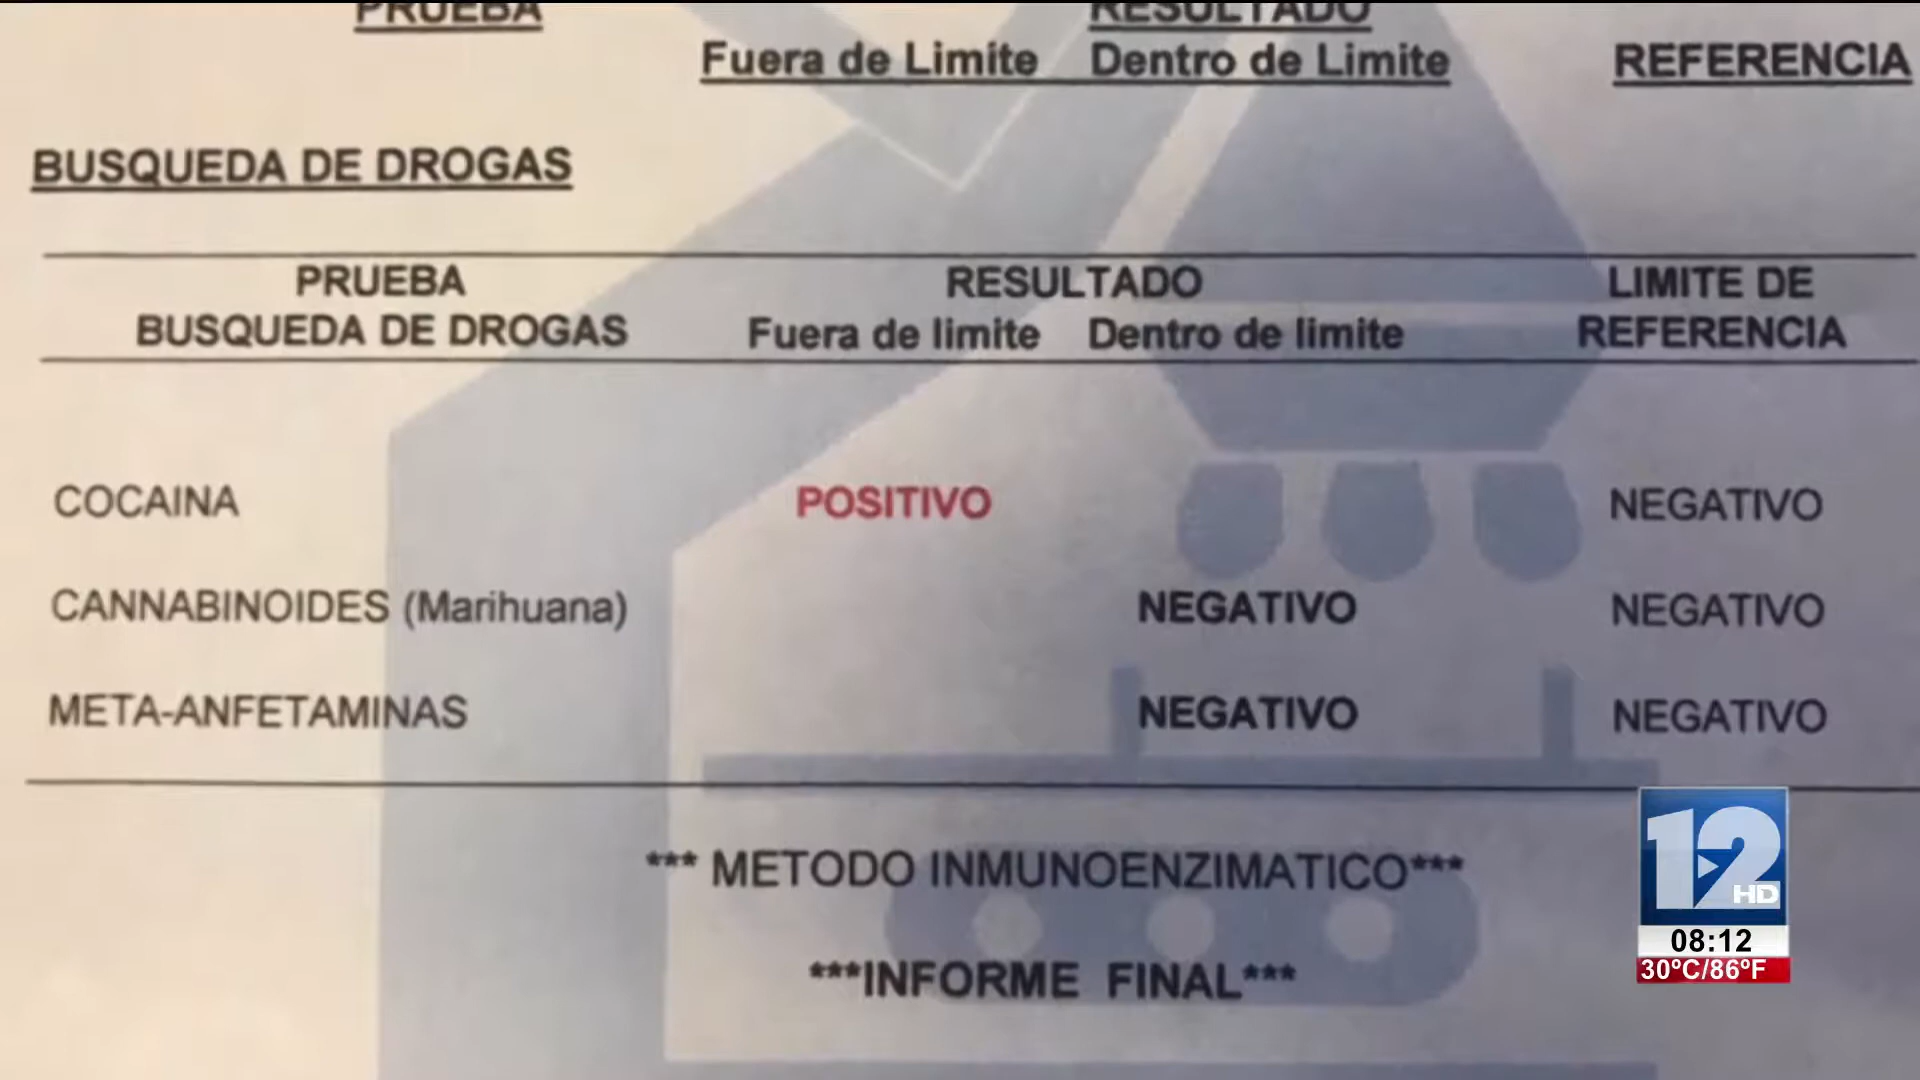 PRUEBA RESULTADO
Fuera de Limite Dentro de Limite REFERENCIA
BUSQUEDA DE DROGAS
PRUEBA RESULTADO LIMITE DE
BUSQUEDA DE DROGAS Fuera de limite Dentro de limite REFERENCIA
COCAINA POSITIVO NEGATIVO
CANNABINOIDES (Marihuana) NEGATIVO NEGATIVO
META-ANFETAMINAS NEGATIVO NEGATIVO
*** METODO INMUNOENZIMATICO***
***INFORME FINAL***
12
HD
08:12
30°C/86°F